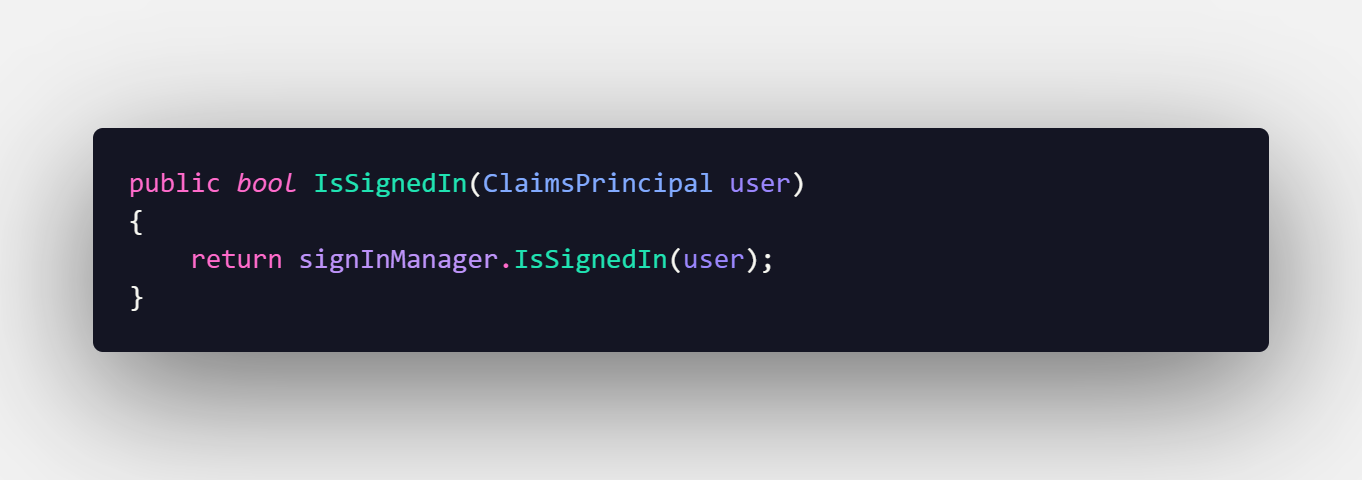 public bool IsSignedIn(ClaimsPrincipal user)
{
    return signInManager.IsSignedIn(user);
}